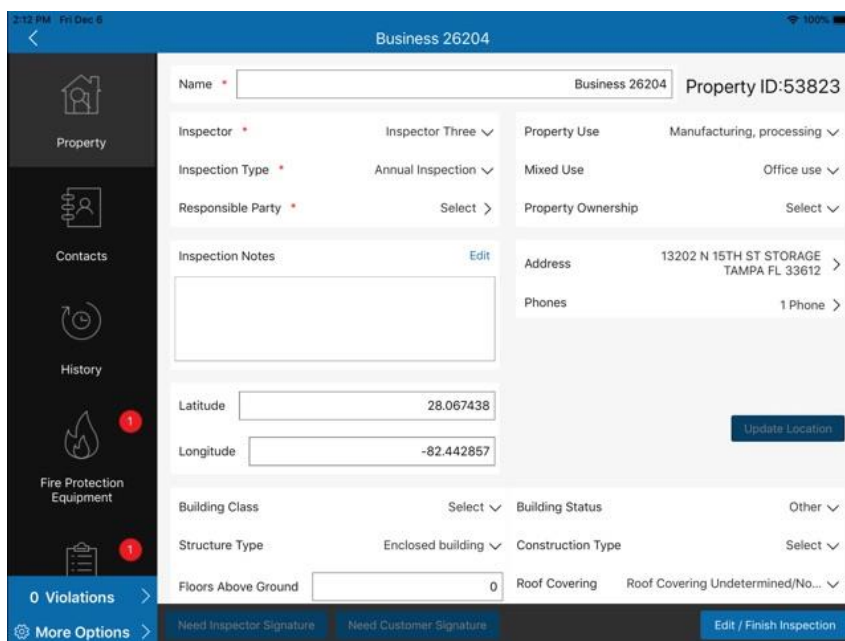 2:12 PM Fri Dec 6
100%
Business 26204
Property
Contacts
History
1
Fire Protection
Equipment
1
0 Violations
More Options
Name * Business 26204
Property ID:53823
Inspector * Inspector Three
Inspection Type * Annual Inspection
Responsible Party * Select
Property Use Manufacturing, processing
Mixed Use Office use
Property Ownership Select
Inspection Notes Edit
Address 13202 N 15TH ST STORAGE
TAMPA FL 33612
Phones 1 Phone
Latitude 28.067438
Longitude -82.442857
Update Location
Building Class Select
Structure Type Enclosed building
Floors Above Ground 0
Building Status Other
Construction Type Select
Roof Covering Roof Covering Undetermined/No...
Need Inspector Signature
Need Customer Signature
Edit / Finish Inspection